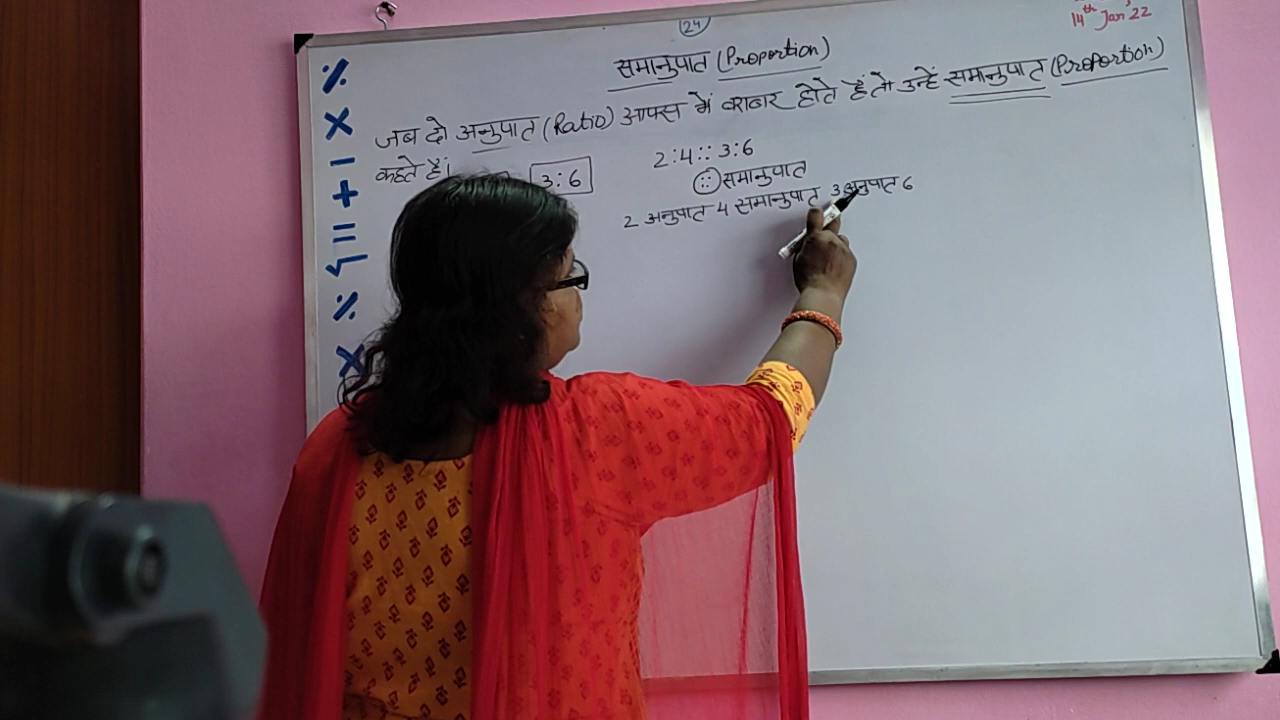 24
14th Jan'22
समानुपात (Proportion)
जब दो अनुपात (Ratio) आपस में बराबर होते हैं तो उन्हें समानुपात (Proportion)
कहते हैं। 3:6
2:4::3:6
:: समानुपात
2 अनुपात 4 समानुपात 3 अनुपात 6
÷
×
-
+
=
√
÷
×